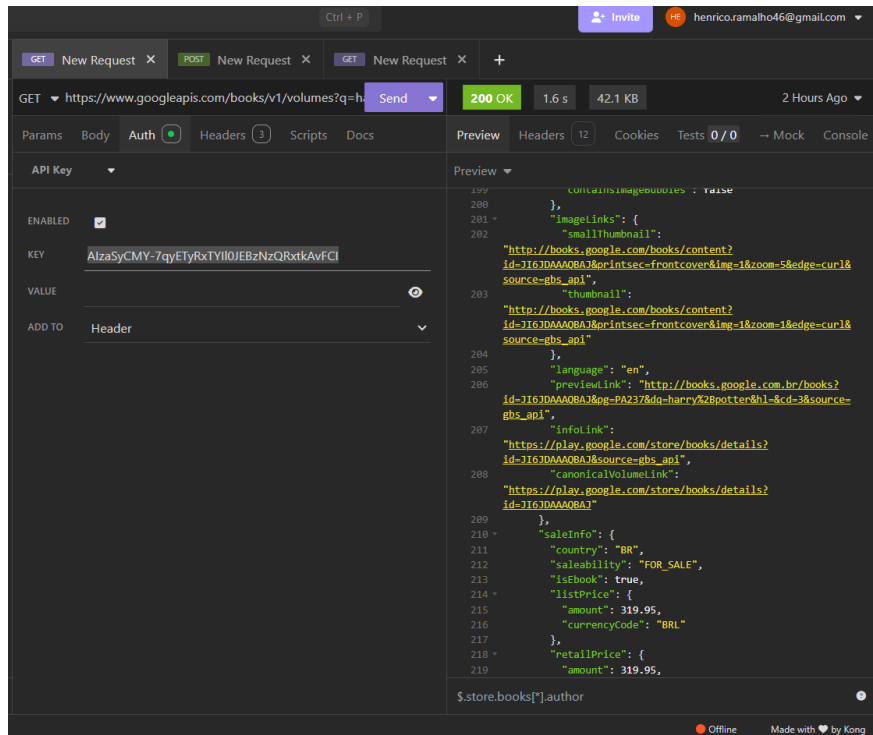 Ctrl + P
Invite
HE
henrico.ramalho46@gmail.com
GET New Request
POST New Request
GET New Request
GET https://www.googleapis.com/books/v1/volumes?q=ha
Send
200 OK
1.6 s
42.1 KB
2 Hours Ago
Params Body Auth Headers 3 Scripts Docs
Preview Headers 12 Cookies Tests 0 / 0 → Mock Console
API Key
Preview
ENABLED
KEY
AIzaSyCMY-7qyETyRxTYIl0JEBzNzQRxtkAvFCI
VALUE
ADD TO
Header
199 "containsImageBubbles": false
200 },
201 "imageLinks": {
202 "smallThumbnail":
"http://books.google.com/books/content?
id=JI6JDAAAQBAJ&printsec=frontcover&img=1&zoom=5&edge=curl&
source=gbs_api",
203 "thumbnail":
"http://books.google.com/books/content?
id=JI6JDAAAQBAJ&printsec=frontcover&img=1&zoom=1&edge=curl&
source=gbs_api"
204 },
205 "language": "en",
206 "previewLink": "http://books.google.com.br/books?
id=JI6JDAAAQBAJ&pg=PA237&dq=harry%2Bpotter&hl=&cd=3&source=
gbs_api",
207 "infoLink":
"https://play.google.com/store/books/details?
id=JI6JDAAAQBAJ&source=gbs_api",
208 "canonicalVolumeLink":
"https://play.google.com/store/books/details?
id=JI6JDAAAQBAJ"
209 },
210 "saleInfo": {
211 "country": "BR",
212 "saleability": "FOR_SALE",
213 "isEbook": true,
214 "listPrice": {
215 "amount": 319.95,
216 "currencyCode": "BRL"
217 },
218 "retailPrice": {
219 "amount": 319.95,
$.store.books[*].author
Offline
Made with ♥ by Kong